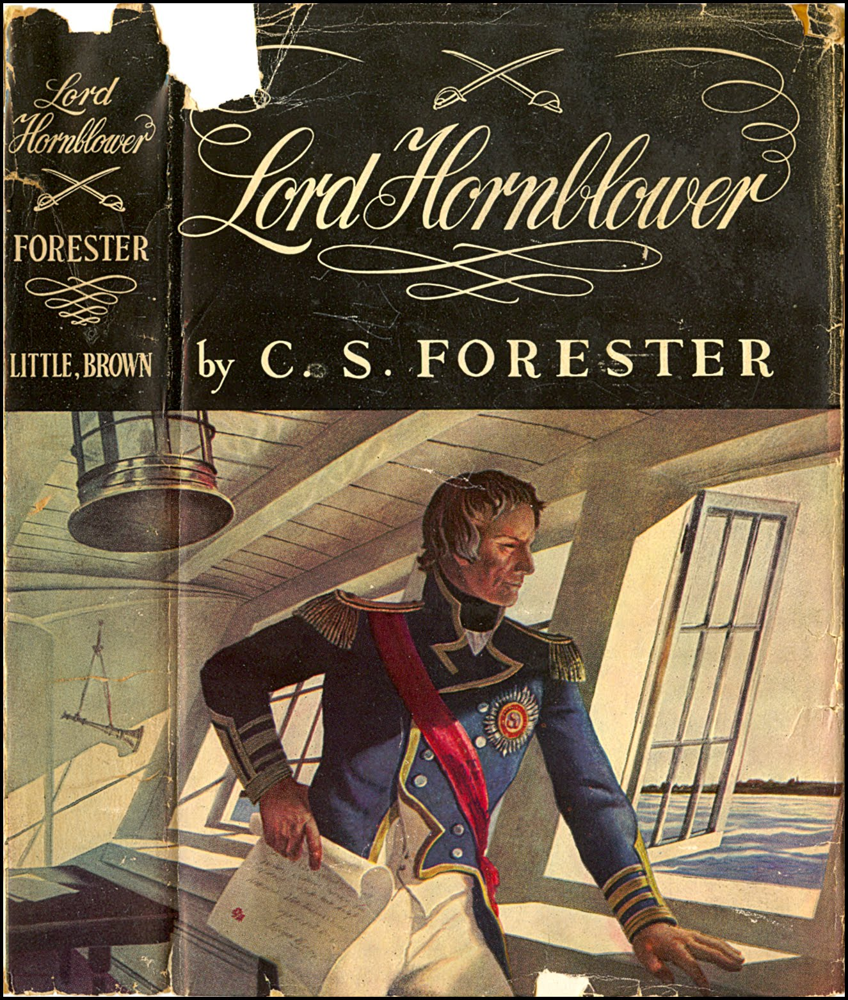 Lord
Hornblower
FORESTER
LITTLE, BROWN
Lord Hornblower
by C. S. FORESTER